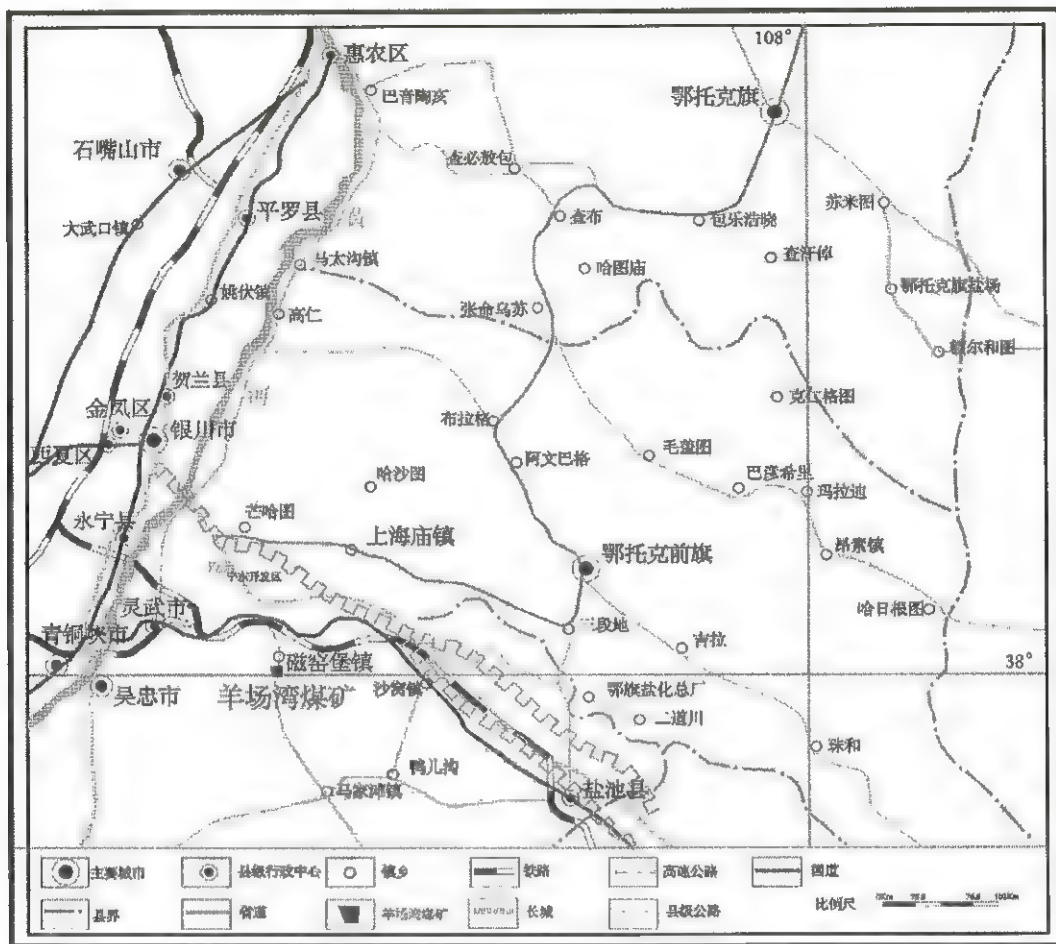 108°
惠农区
巴音陶亥
鄂托克旗
石嘴山市
查必敖包
苏米图
大武口镇
平罗县
查布
包乐浩晓
马太沟镇
哈图庙
查汗偉
姚伏镇
高仁
张命乌苏
鄂托克旗盐场
额尔和图
贺兰县
河
金凤区
布拉格
银川市
西夏区
阿文巴格
毛盖图
巴彦希里
玛拉迪
哈沙图
芒哈图
永宁县
上海庙镇
鄂托克前旗
昂素镇
灵武市
哈日根图
三段地
吉拉
青铜峡市
磁窑堡镇
38°
吴忠市
羊场湾煤矿
沙窝镇
鄂旗盐化总厂
二道川
珠和
鸭儿沟
马家滩镇
盐池县
主要城市
县级行政中心
镇乡
铁路
高速公路
国道
县界
省道
羊场湾煤矿
长城
县级公路
比例尺